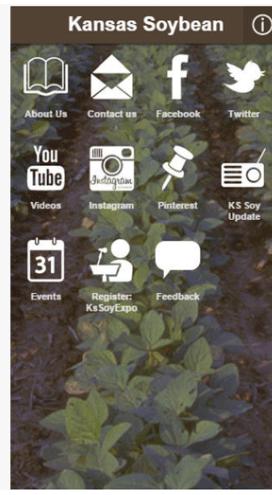 Kansas Soybean
About Us
Contact us
Facebook
Twitter
You
Tube
Videos
Instagram
Instagram
Pinterest
KS Soy
Update
31
Events
Register:
KsSoyExpo
Feedback